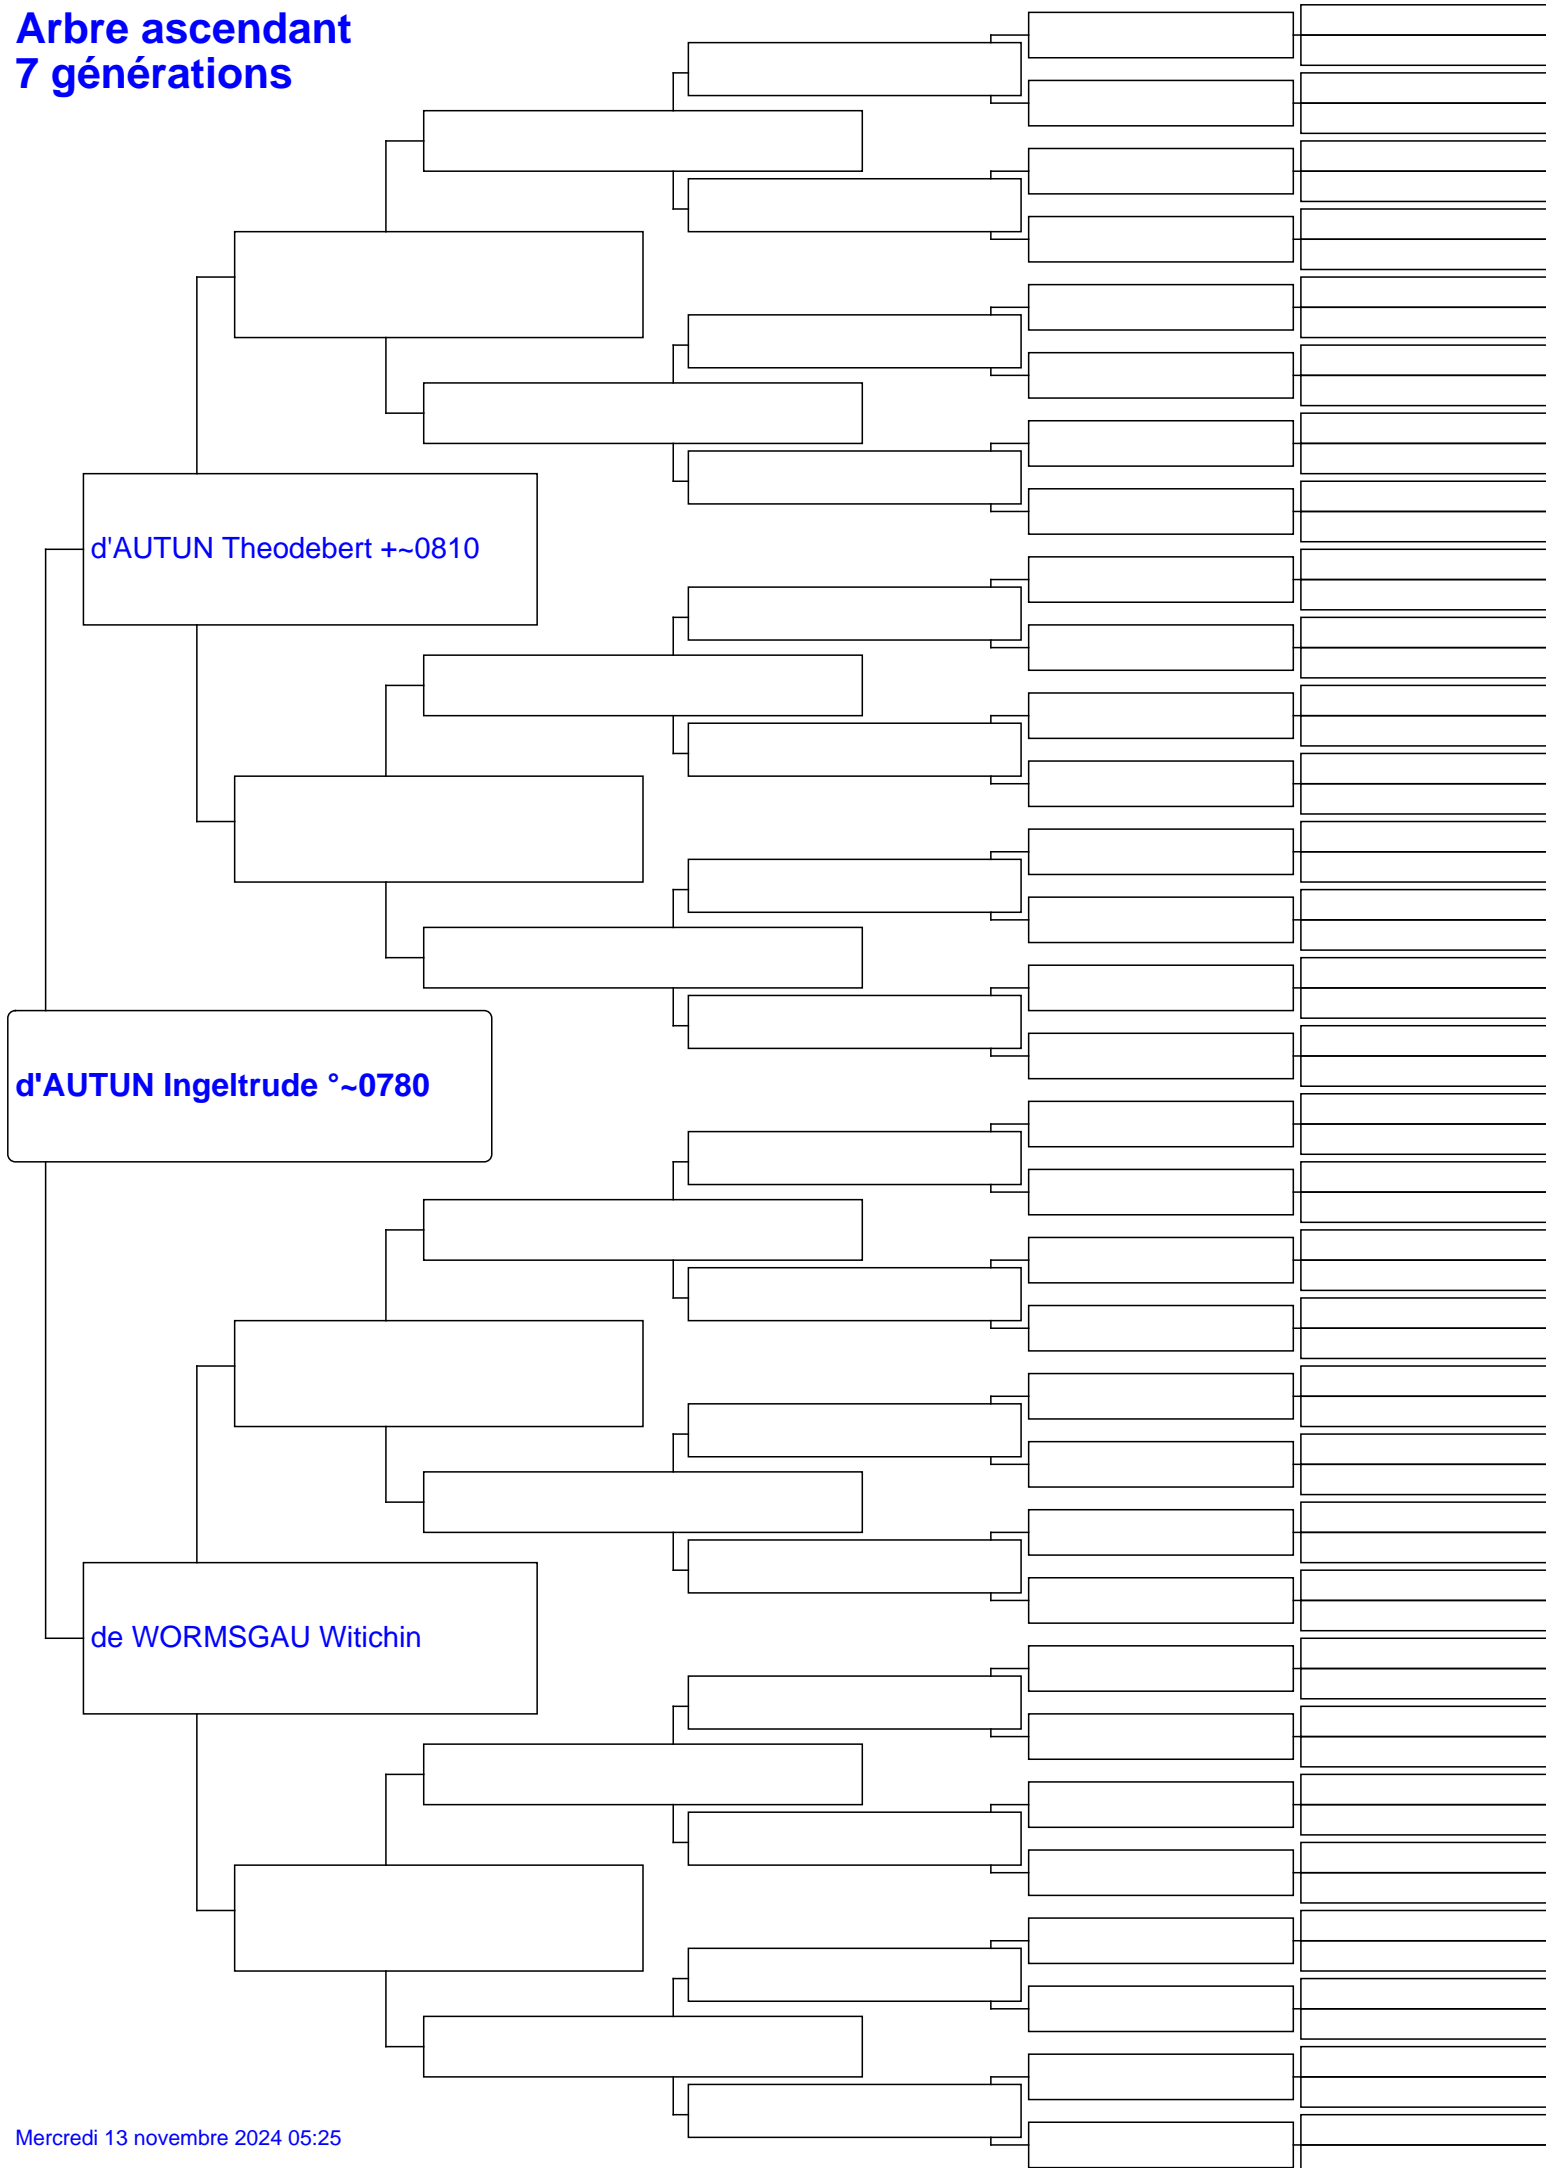 Arbre ascendant
7 générations
d'AUTUN Theodebert +~0810
d'AUTUN Ingeltrude °~0780
de WORMSGAU Witichin
Mercredi 13 novembre 2024 05:25